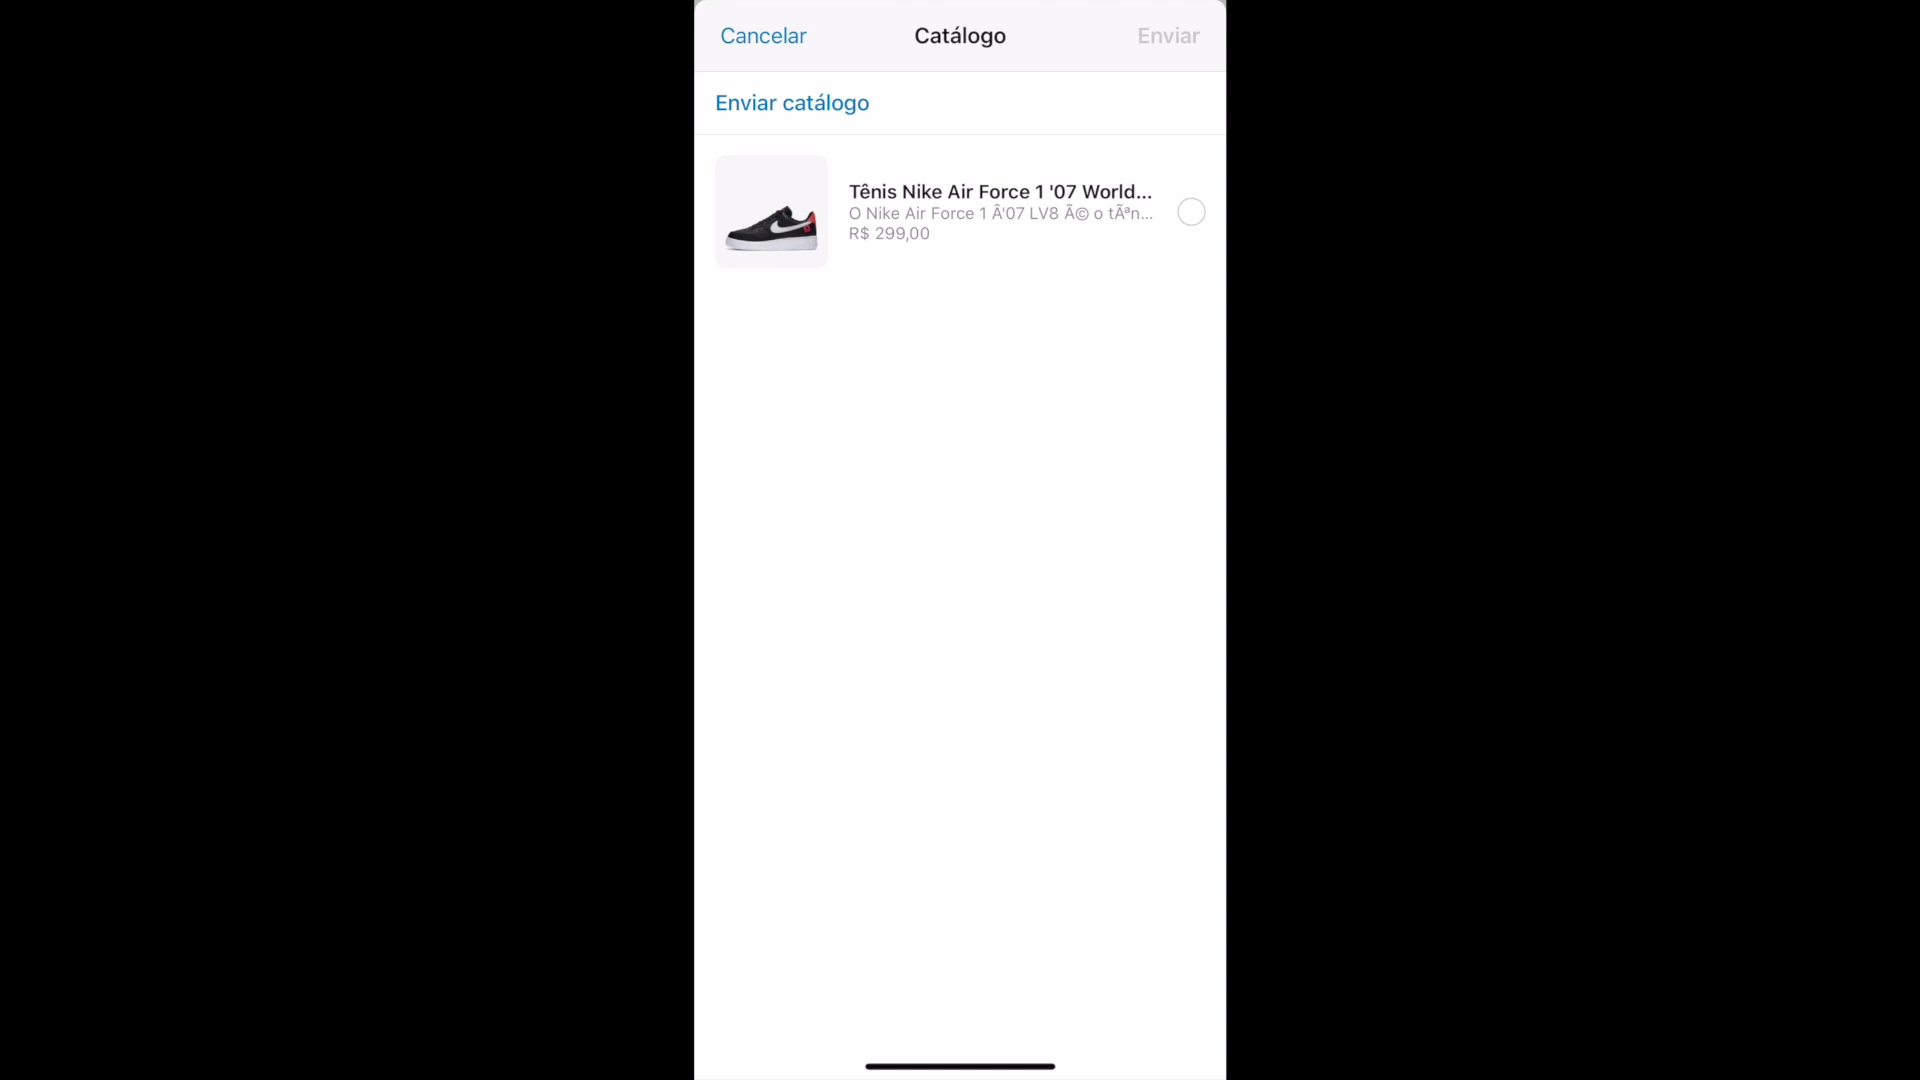 Cancelar Catálogo Enviar
Enviar catálogo
Tênis Nike Air Force 1 '07 World...
O Nike Air Force 1 Â'07 LV8 Ã© o tÃªn...
R$ 299,00